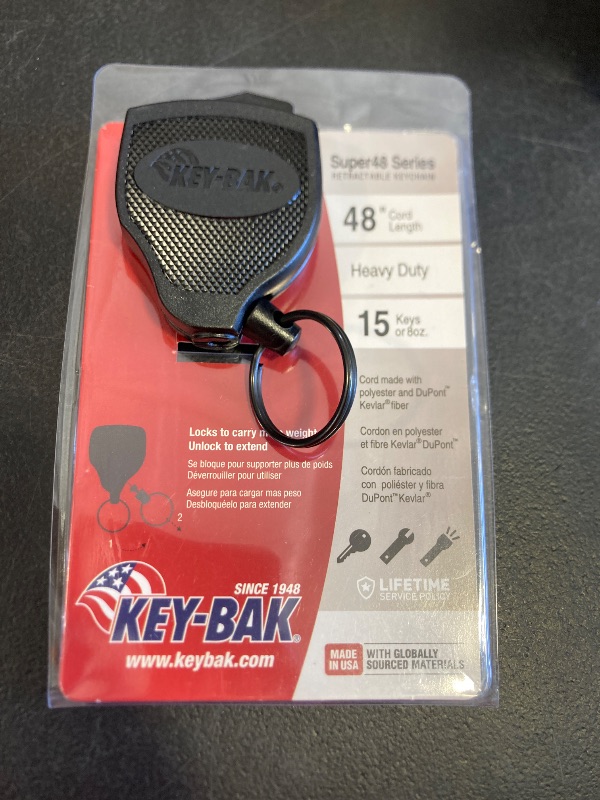 KEY-BAK
Super48 Series
RETRACTABLE KEYCHAIN
48" Cord
Length
Heavy Duty
15 Keys
or 8oz.
Cord made with
polyester and DuPont™
Kevlar® fiber
Cordon en polyester
et fibre Kevlar® DuPont™
Cordón fabricado
con poliéster y fibra
DuPont™ Kevlar®
Locks to carry weight
Unlock to extend
Se bloque pour supporter plus de poids
Déverrouiller pour utiliser
Asegure para cargar mas peso
Desbloquéelo para extender
1
2
SINCE 1948
KEY-BAK®
www.keybak.com
LIFETIME
SERVICE POLICY
MADE
IN USA
WITH GLOBALLY
SOURCED MATERIALS